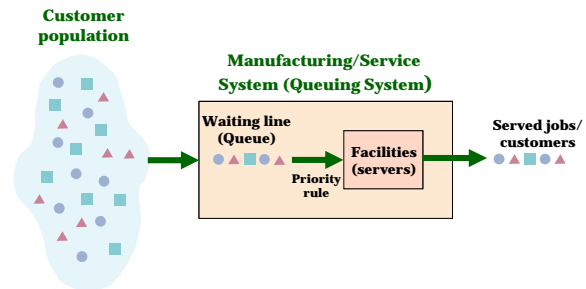 Customer
population
Manufacturing/Service
System (Queuing System)
Waiting line
(Queue)
Facilities
(servers)
Priority
rule
Served jobs/
customers